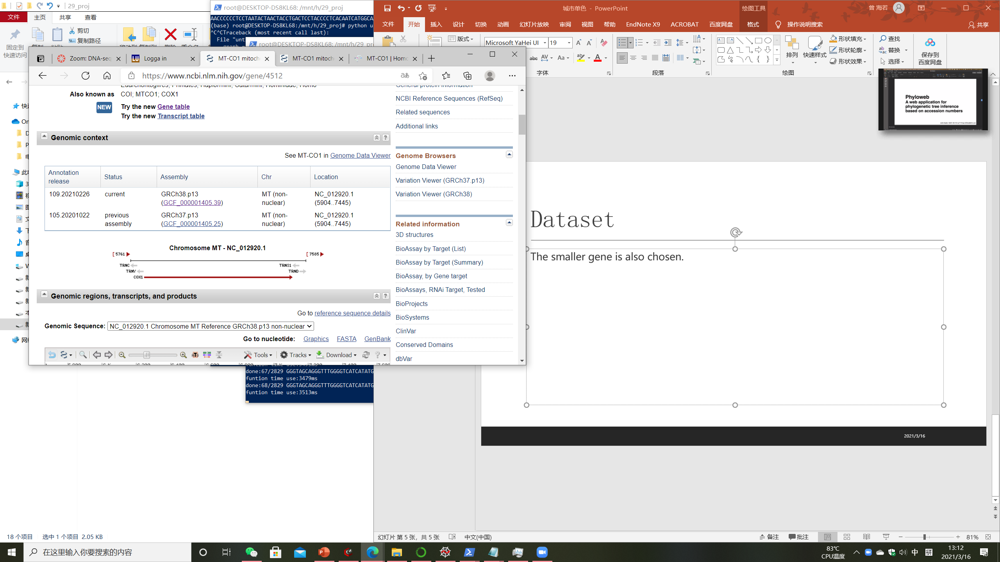 29_proj
文件
主页
共享
查看
固定到
快速访问
剪切
复制路径
root@DESKTOP-DS8KL68: /mnt/h/29_proj
AACCCCCCTCCTAATACTAACTACCTGACTCCTACCCCTCACAATCATGGCA
(base) root@DESKTOP-DS8KL68:/mnt/h/29_proj# python u
^C^CTraceback (most recent call last):
File "unt
root@DESKTOP-DS8KL68: /mnt/h/29_pr
Zoom: DNA-seq
Logga in
MT-CO1 mitoch
MT-CO1 mitoch
MT-CO1 | Homo
https://www.ncbi.nlm.nih.gov/gene/4512
Euarchontoglires; Primates; Haplorrhini; Catarrhini; Hominidae; Homo
Also known as COI; MTCO1; COX1
NEW Try the new Gene table
Try the new Transcript table
Genomic context
See MT-CO1 in Genome Data Viewer
Annotation release Status Assembly Chr Location
109.20210226 current GRCh38.p13 (GCF_000001405.39) MT (non-nuclear) NC_012920.1 (5904..7445)
105.20201022 previous assembly GRCh37.p13 (GCF_000001405.25) MT (non-nuclear) NC_012920.1 (5904..7445)
Chromosome MT - NC_012920.1
[ 5761
[ 7585
TRNC
TRNS1
TRNY
TRND
COX1
Genomic regions, transcripts, and products
Go to reference sequence details
Genomic Sequence: NC_012920.1 Chromosome MT Reference GRCh38.p13 non-nuclear
Go to nucleotide: Graphics FASTA GenBank
Tools
Tracks
Download
General protein information
NCBI Reference Sequences (RefSeq)
Related sequences
Additional links
Genome Browsers
Genome Data Viewer
Variation Viewer (GRCh37.p13)
Variation Viewer (GRCh38)
Related information
3D structures
BioAssay by Target (List)
BioAssay by Target (Summary)
BioAssay, by Gene target
BioAssays, RNAi Target, Tested
BioProjects
BioSystems
ClinVar
Conserved Domains
dbVar
done:67/2829 GGGTAGCAGGGTTTGGGGTCATCATATG
funtion time use:3479ms
done:68/2829 GGGTAGCAGGGTTTGGGGTCATCATATG
funtion time use:3513ms
18 个项目
选中 1 个项目 2.05 KB
城市单色 - PowerPoint
绘图工具
曾 海若
文件 开始 插入 设计 切换 动画 幻灯片放映 审阅 视图 帮助 EndNote X9 ACROBAT 百度网盘 格式 操作说明搜索 共享
版式
Microsoft YaHei UI
19
字体
段落
绘图
排列
快速样式
形状填充
形状轮廓
形状效果
查找
替换
选择
保存到
百度网盘
Phyloweb
A web application for
phylogenetic tree inference
based on accession numbers
Dataset
The smaller gene is also chosen.
2021/3/16
幻灯片 第 5 张，共 5 张
中文(中国)
备注
批注
81%
在这里输入你要搜索的内容
83℃
CPU温度
中
拼
13:12
2021/3/16